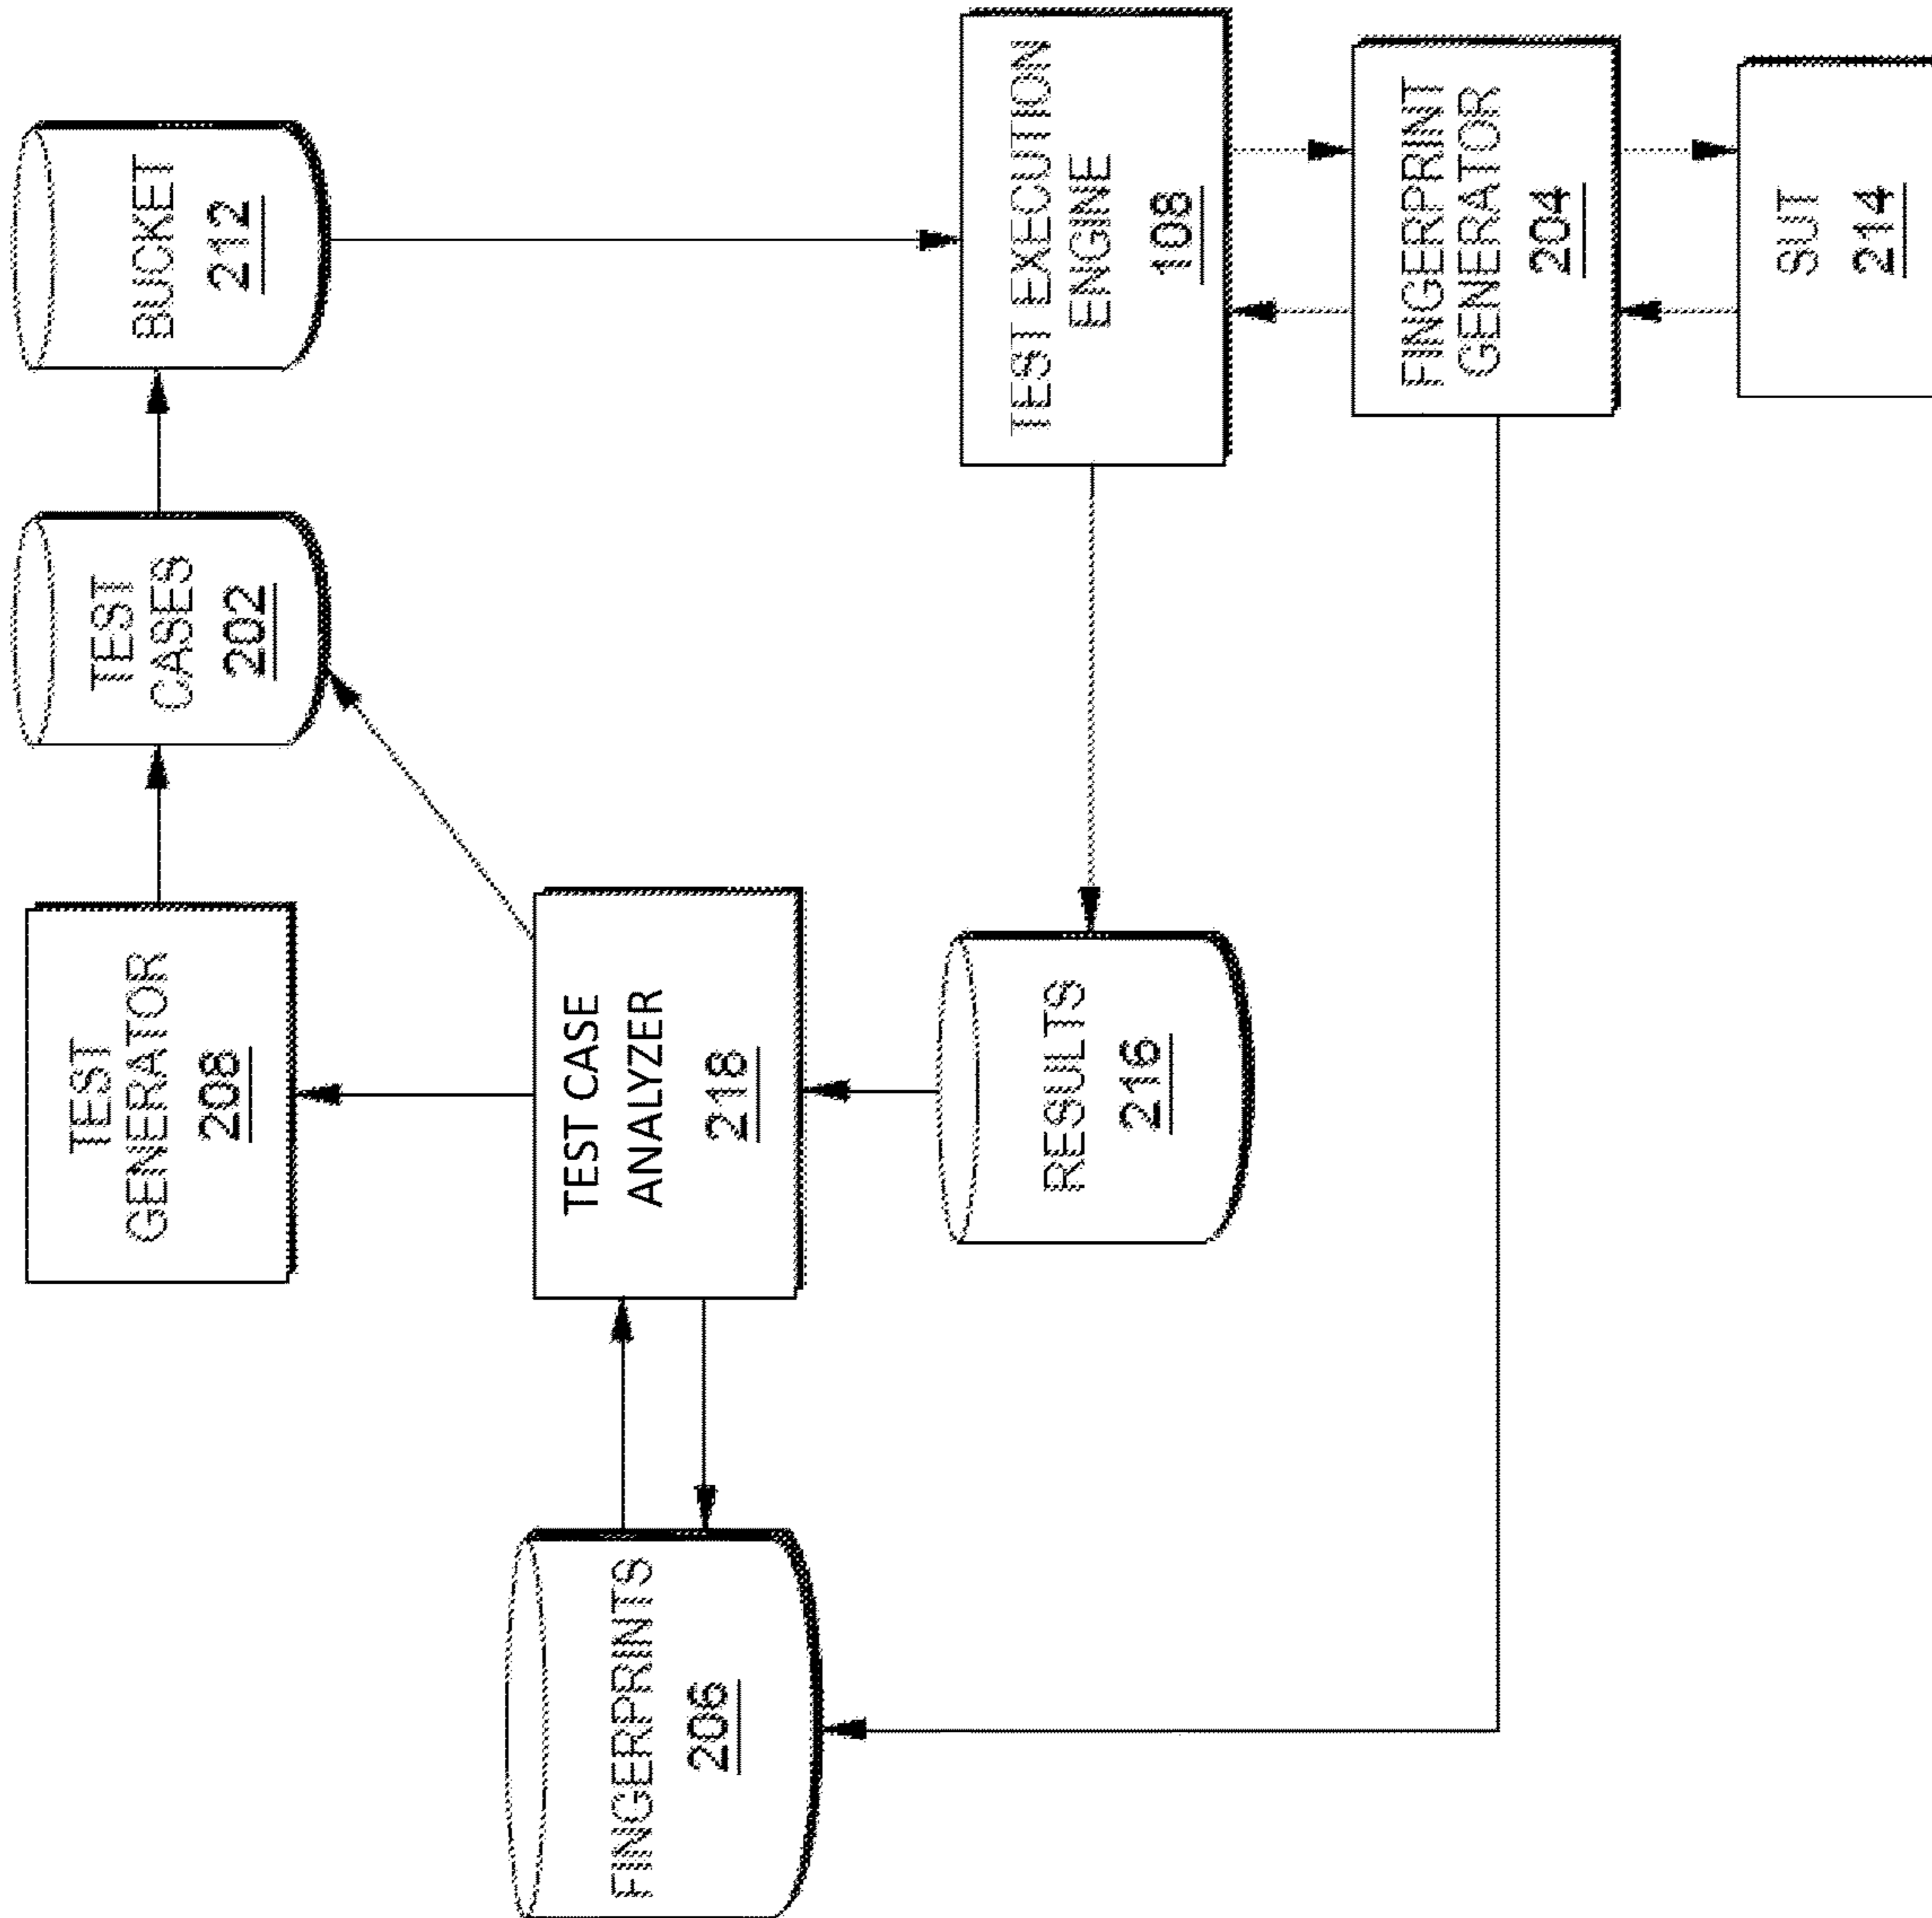 BUCKET
212
TEST
CASES
202
TEST
GENERATOR
208
TEST CASE
ANALYZER
218
FINGERPRINTS
206
RESULTS
216
TEST EXECUTION
ENGINE
108
FINGERPRINT
GENERATOR
204
SUT
214